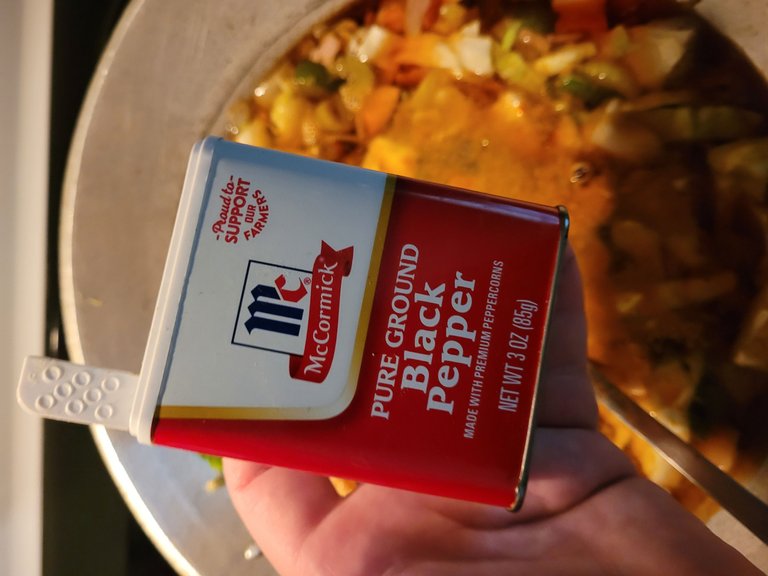 -Proud to-
SUPPORT
OUR
FARMERS
Mc®
McCormick
PURE GROUND
Black
Pepper
MADE WITH PREMIUM PEPPERCORNS
NET WT 3 OZ (85g)